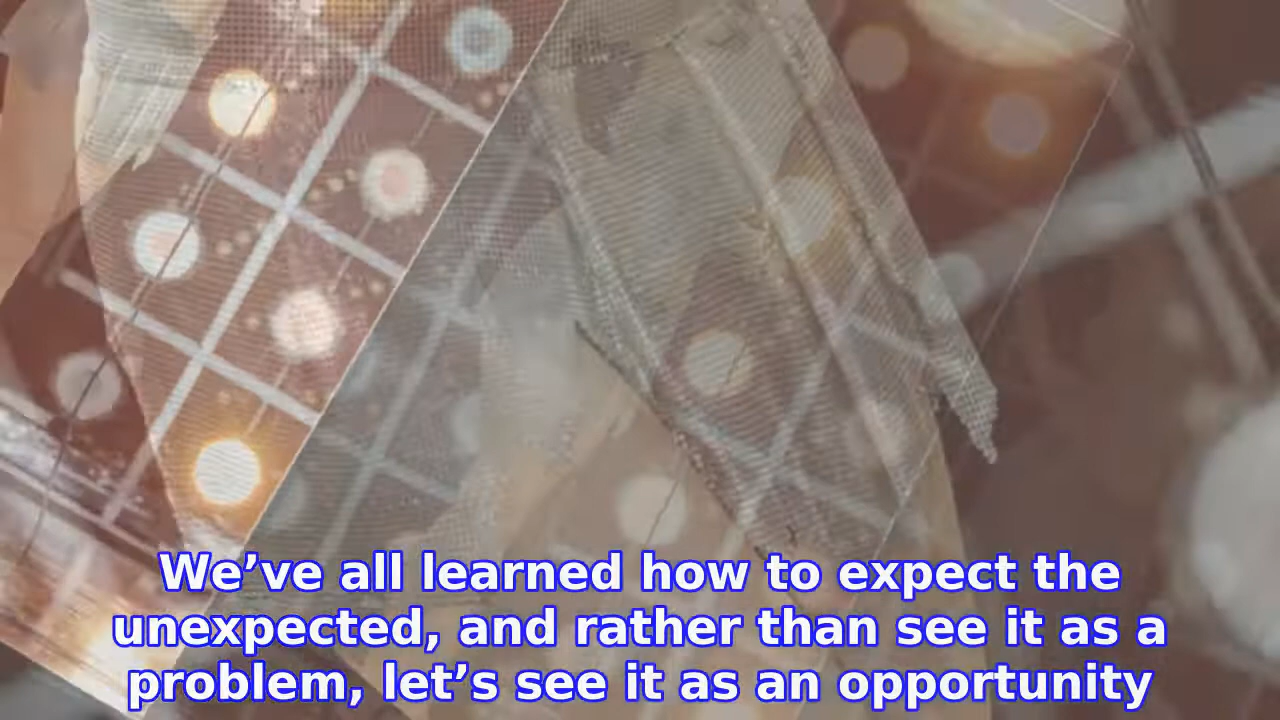 We’ve all learned how to expect the
unexpected, and rather than see it as a
problem, let’s see it as an opportunity